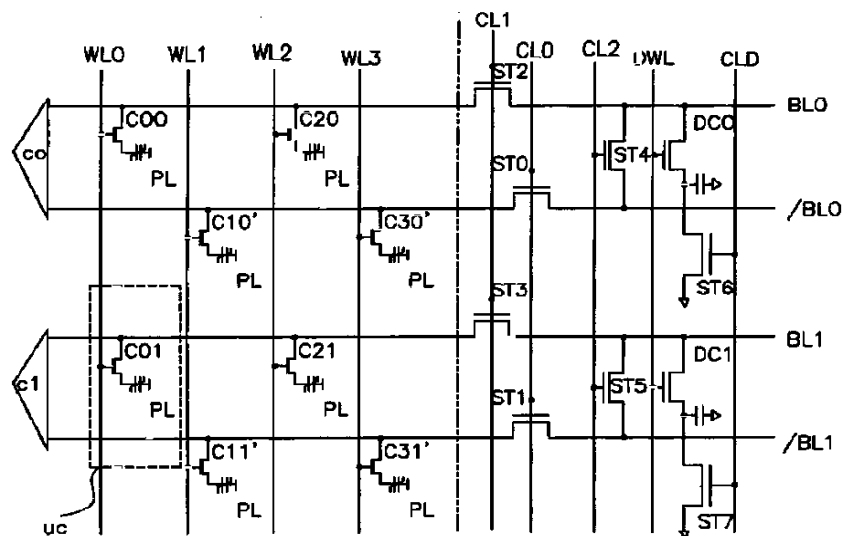 CL1
WL0 WL1 WL2 WL3 CL0 CL2 DWL CLD
ST2
BL0
C00 C20 DC0
c0 ST0 ST4
PL PL
/BL0
C10' C30'
PL PL ST6
ST3
BL1
C01 C21 DC1
c1 ST1 ST5
PL PL
/BL1
C11' C31'
PL PL ST7
uc